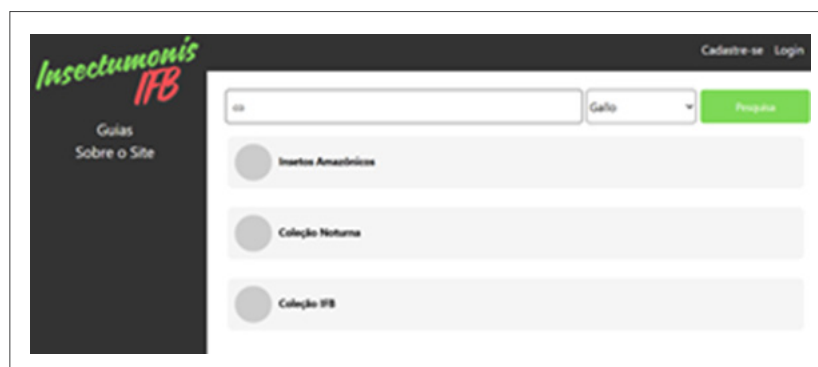 Insectumonis
IFB
Cadastre-se Login
Guias
Sobre o Site
co
Gallo
Pesquisa
Insetos Amazônicos
Coleção Noturna
Coleção IFB